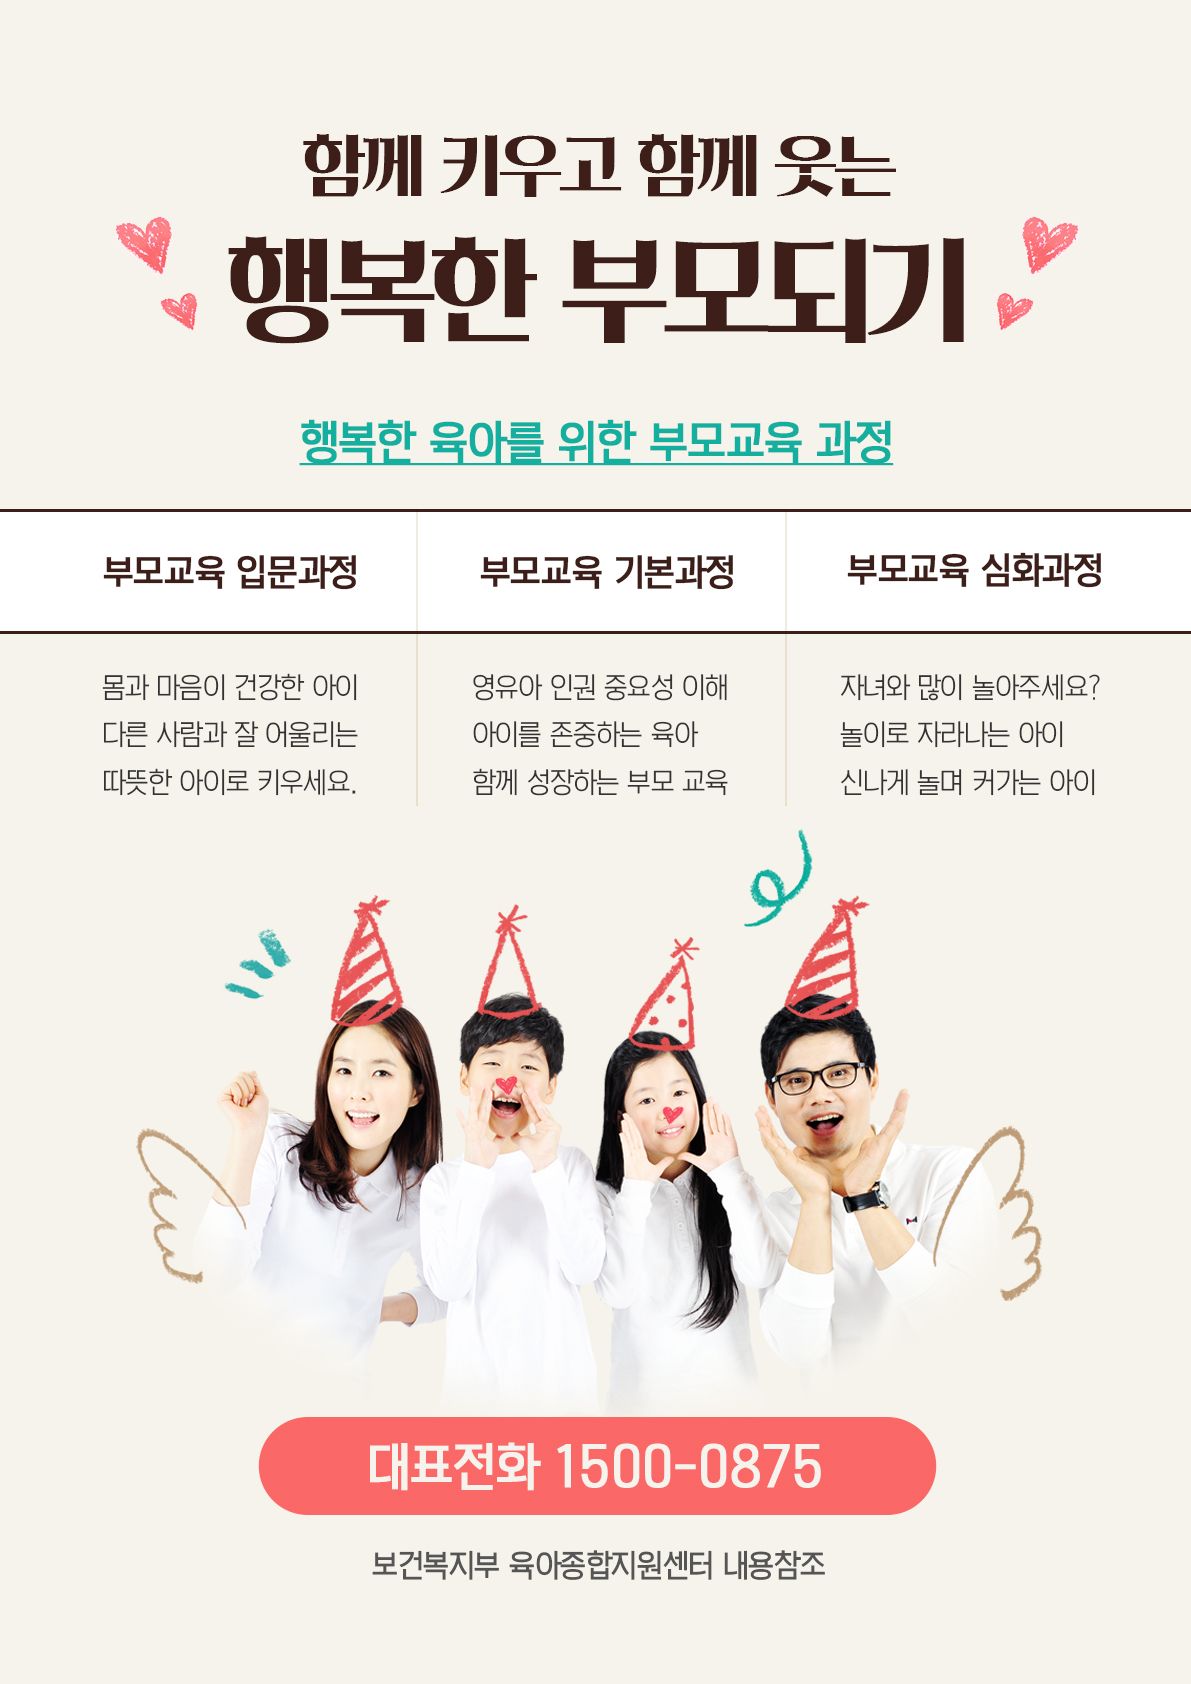 함께 키우고 함께 웃는
행복한 부모되기
행복한 육아를 위한 부모교육 과정
부모교육 입문과정
몸과 마음이 건강한 아이
다른 사람과 잘 어울리는
따뜻한 아이로 키우세요.
부모교육 기본과정
영유아 인권 중요성 이해
아이를 존중하는 육아
함께 성장하는 부모 교육
부모교육 심화과정
자녀와 많이 놀아주세요?
놀이로 자라나는 아이
신나게 놀며 커가는 아이
대표전화 1500-0875
보건복지부 육아종합지원센터 내용참조